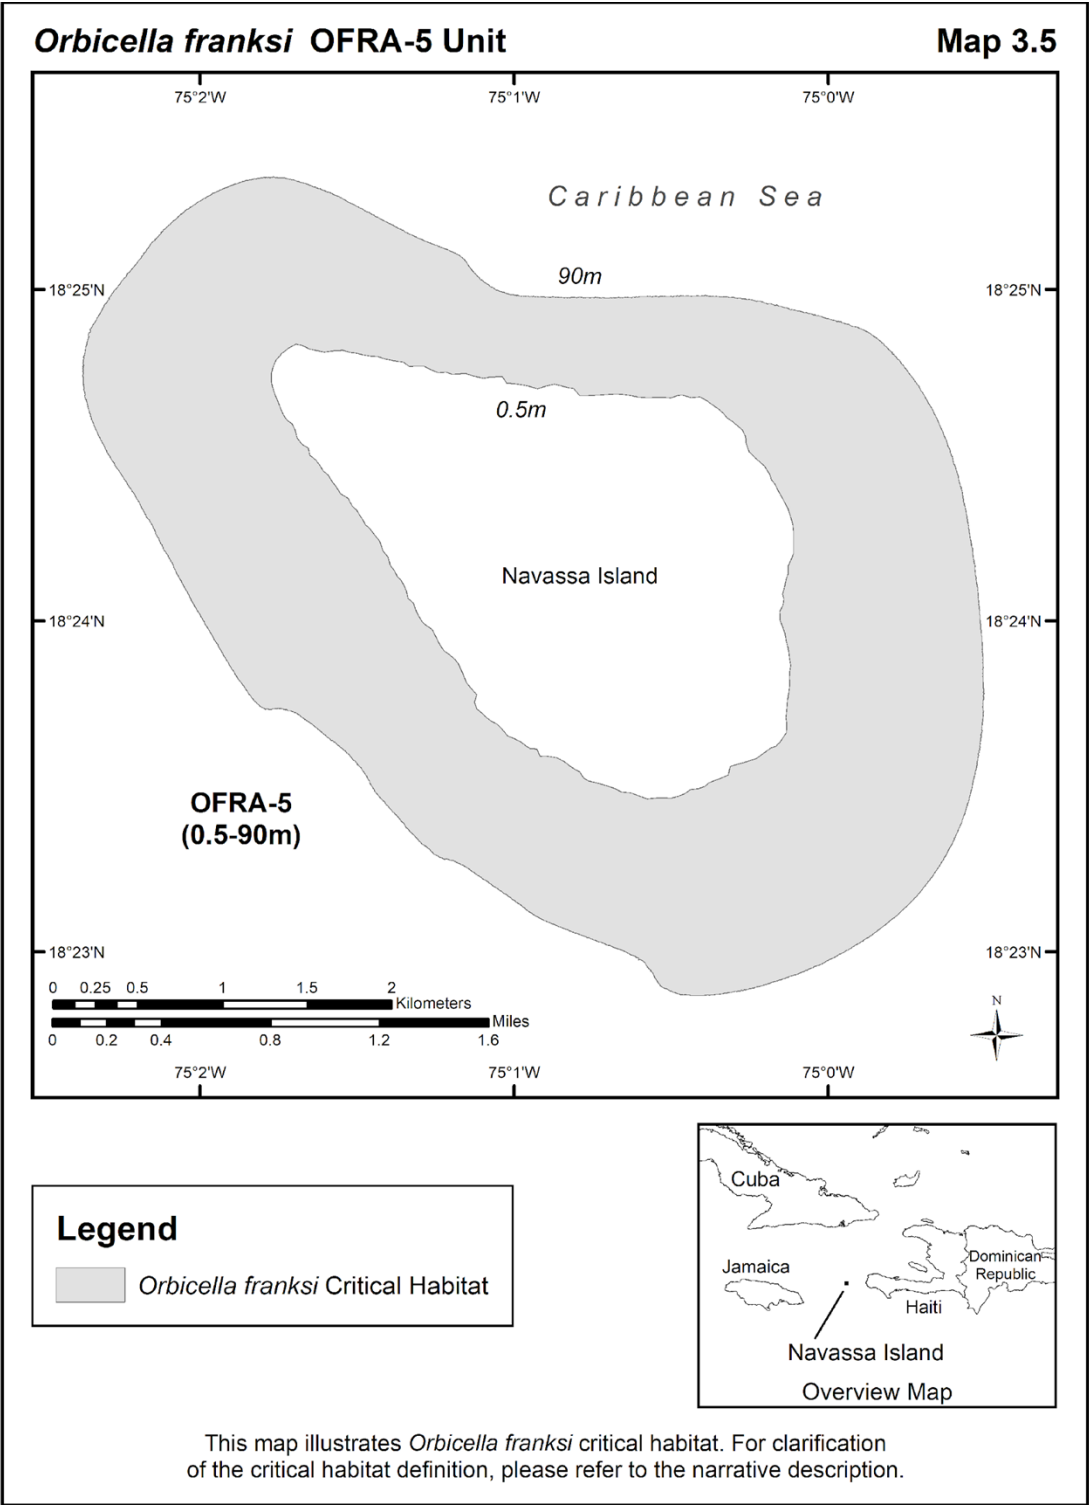 Orbicella franksi OFRA-5 Unit
Map 3.5
75°2'W 75°1'W 75°0'W
Caribbean Sea
90m
18°25'N 18°25'N
0.5m
Navassa Island
18°24'N 18°24'N
OFRA-5
(0.5-90m)
18°23'N 18°23'N
0 0.25 0.5 1 1.5 2
Kilometers
Miles
0 0.2 0.4 0.8 1.2 1.6
N
75°2'W 75°1'W 75°0'W
Legend
Orbicella franksi Critical Habitat
Cuba
Jamaica
Dominican
Republic
Haiti
Navassa Island
Overview Map
This map illustrates Orbicella franksi critical habitat. For clarification
of the critical habitat definition, please refer to the narrative description.